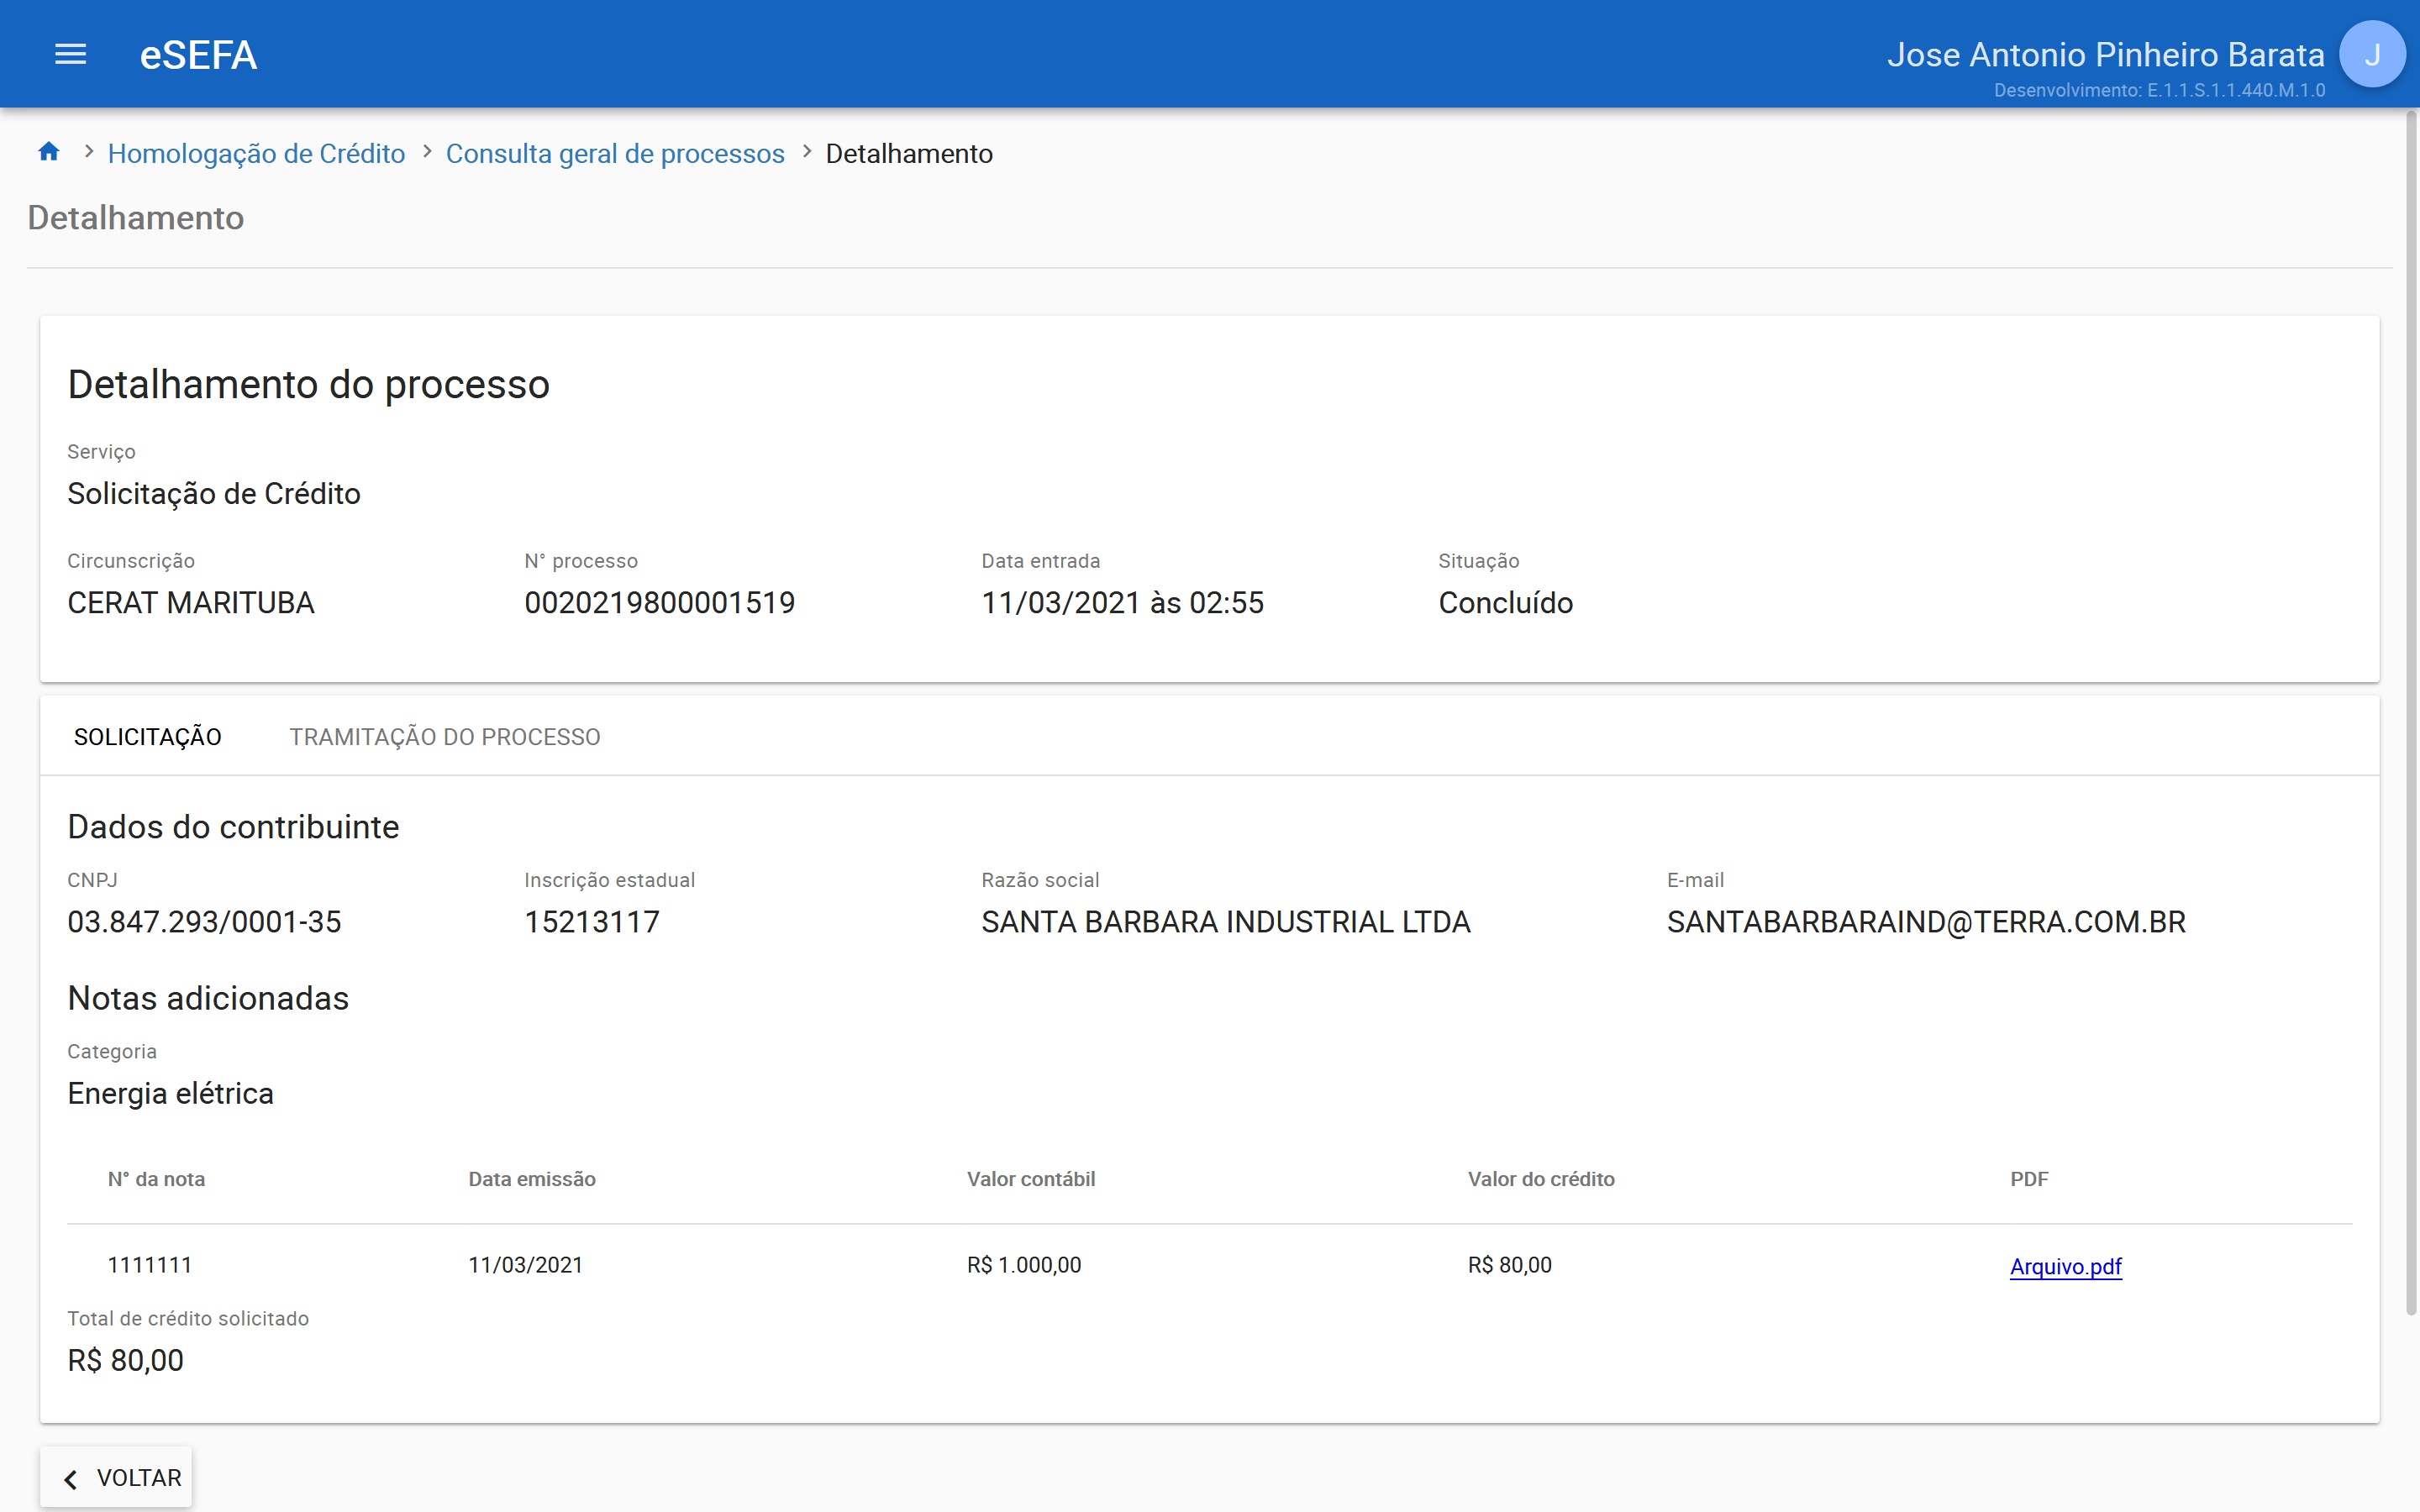 eSEFA
Jose Antonio Pinheiro Barata
J
Desenvolvimento: E.1.1.S.1.1.440.M.1.0
Homologação de Crédito > Consulta geral de processos > Detalhamento
Detalhamento
Detalhamento do processo
Serviço
Solicitação de Crédito
Circunscrição N° processo Data entrada Situação
CERAT MARITUBA 002021980001519 11/03/2021 às 02:55 Concluído
SOLICITAÇÃO TRAMITAÇÃO DO PROCESSO
Dados do contribuinte
CNPJ Inscrição estadual Razão social E-mail
03.847.293/0001-35 15213117 SANTA BARBARA INDUSTRIAL LTDA SANTABARBARAIND@TERRA.COM.BR
Notas adicionadas
Categoria
Energia elétrica
N° da nota Data emissão Valor contábil Valor do crédito PDF
1111111 11/03/2021 R$ 1.000,00 R$ 80,00 Arquivo.pdf
Total de crédito solicitado
R$ 80,00
VOLTAR